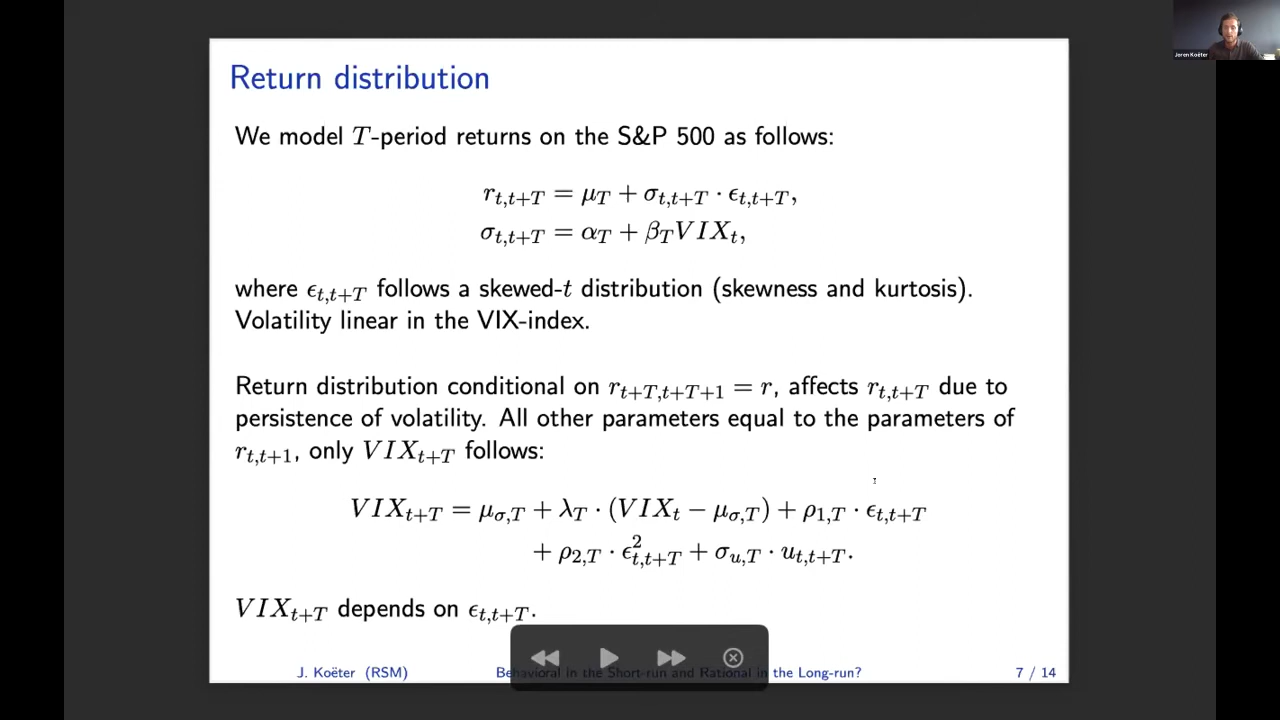 Joren Koëter
Return distribution
We model T-period returns on the S&P 500 as follows:
r_{t,t+T} = μ_T + σ_{t,t+T} · ϵ_{t,t+T},
σ_{t,t+T} = α_T + β_T VIX_t,
where ϵ_{t,t+T} follows a skewed-t distribution (skewness and kurtosis).
Volatility linear in the VIX-index.
Return distribution conditional on r_{t+T,t+T+1} = r, affects r_{t,t+T} due to
persistence of volatility. All other parameters equal to the parameters of
r_{t,t+1}, only VIX_{t+T} follows:
VIX_{t+T} = μ_{σ,T} + λ_T · (VIX_t − μ_{σ,T}) + ρ_{1,T} · ϵ_{t,t+T}
+ ρ_{2,T} · ϵ²_{t,t+T} + σ_{u,T} · u_{t,t+T}.
VIX_{t+T} depends on ϵ_{t,t+T}.
J. Koëter (RSM) Behavioral in the Short-run and Rational in the Long-run? 7 / 14